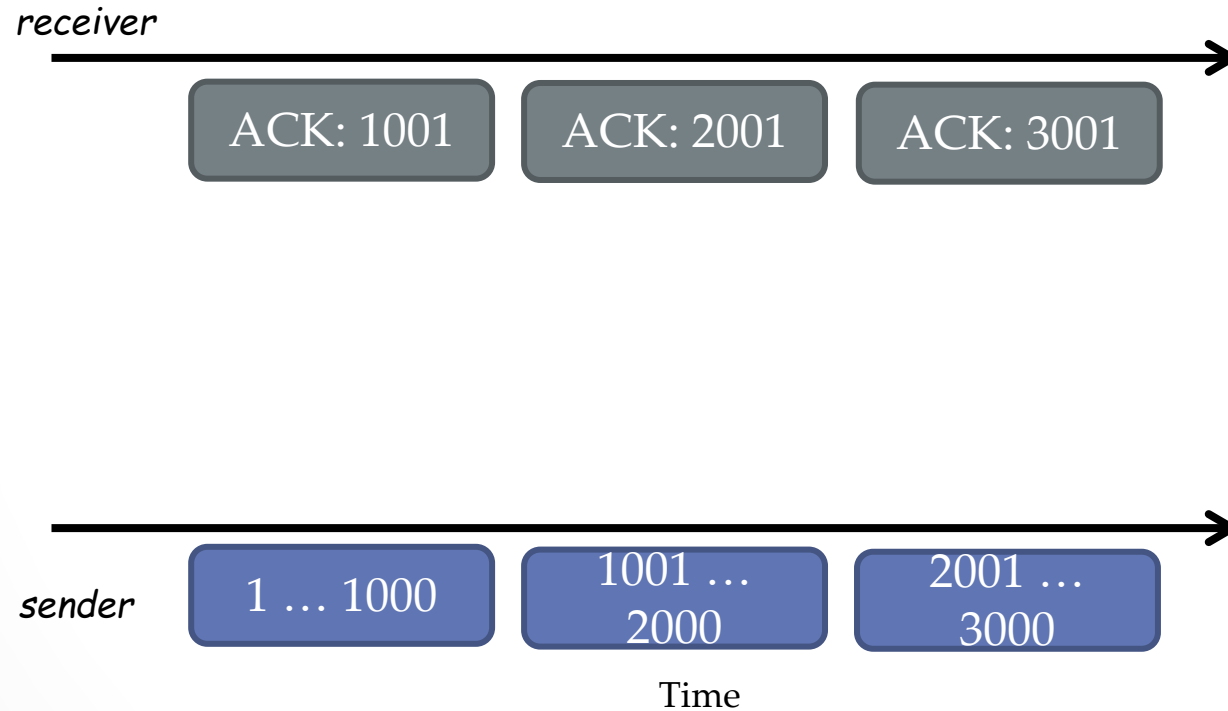 receiver
ACK: 1001
ACK: 2001
ACK: 3001
sender
1 … 1000
1001 …
2000
2001 …
3000
Time